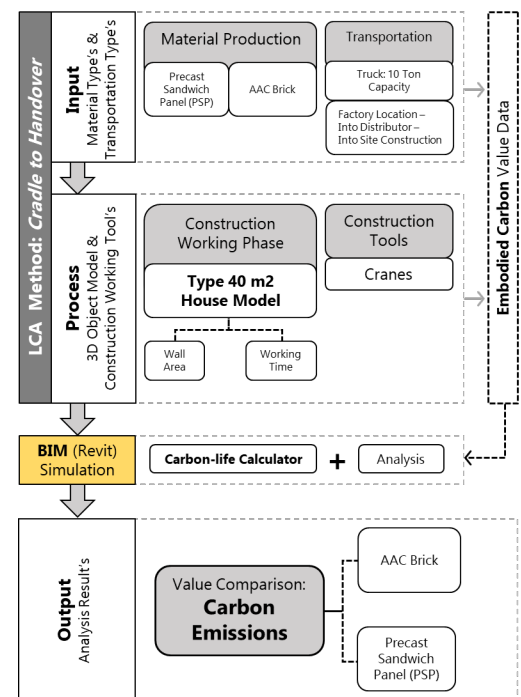 LCA Method: Cradle to Handover
Input
Material Type's &
Transportation Type's
Material Production
Precast
Sandwich
Panel (PSP)
AAC Brick
Transportation
Truck: 10 Ton
Capacity
Factory Location –
Into Distributor –
Into Site Construction
Embodied Carbon Value Data
Process
3D Object Model &
Construction Working Tool's
Construction
Working Phase
Type 40 m2
House Model
Wall
Area
Working
Time
Construction
Tools
Cranes
BIM (Revit)
Simulation
Carbon-life Calculator
+
Analysis
Output
Analysis Result's
Value Comparison:
Carbon
Emissions
AAC Brick
Precast
Sandwich
Panel (PSP)